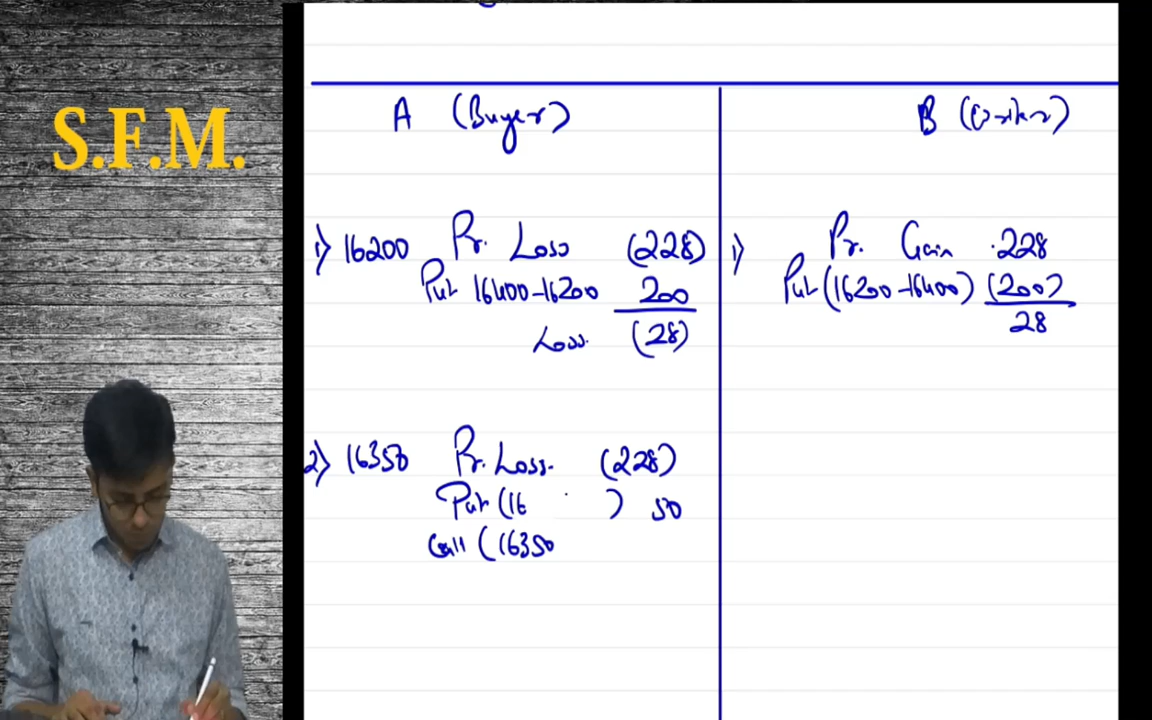 S.F.M.
A (Buyer)
B (Writer)
1) 16200 Pr. Loss (228)
Put 16400-16200 200
Loss. (28)
1) Pr. Gain 228
Put (16200-16400) (200)
28
2) 16350 Pr. Loss. (228)
Put (16 ) 50
Call (16350